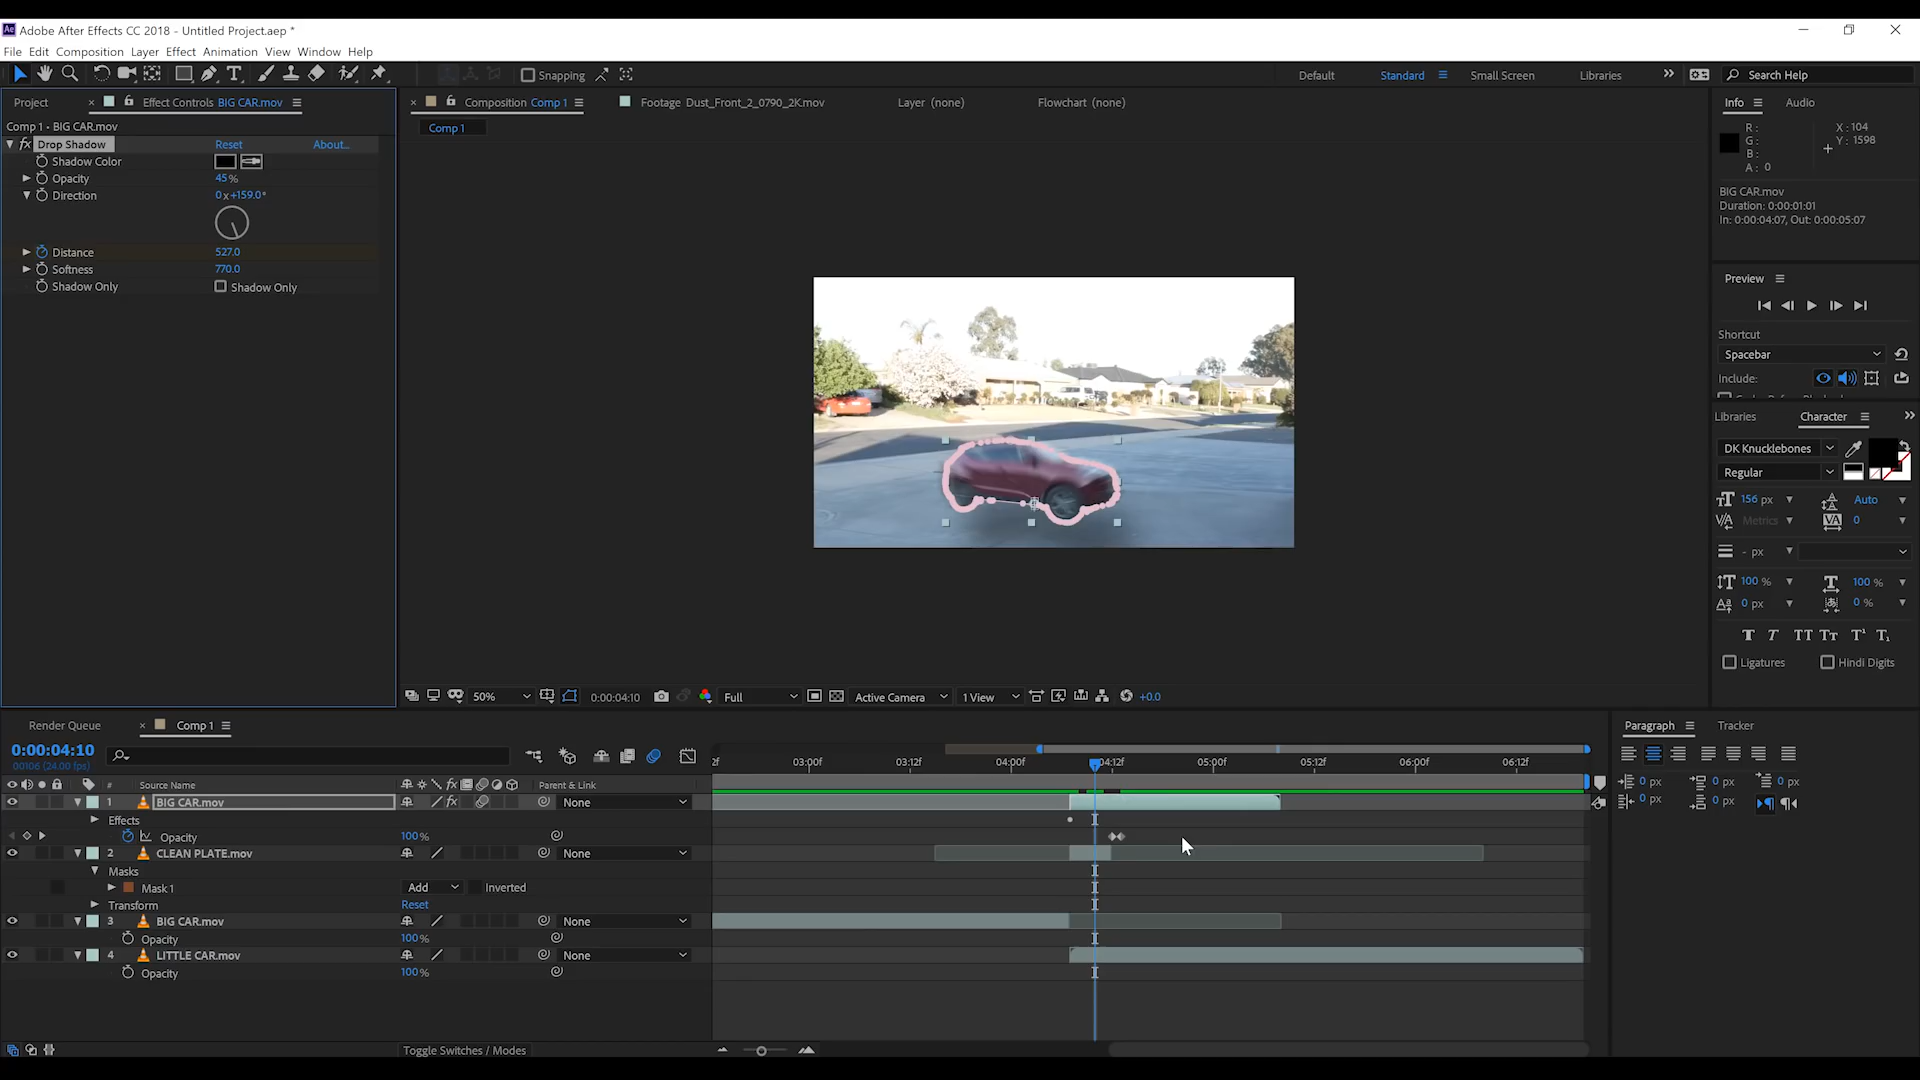 Adobe After Effects CC 2018 - Untitled Project.aep *
File Edit Composition Layer Effect Animation View Window Help
Snapping
Default Standard Small Screen Libraries
Search Help
Project Effect Controls BIG CAR.mov
Composition Comp 1 Footage Dust_Front_2_0790_2K.mov Layer (none) Flowchart (none)
Info Audio
Comp 1 • BIG CAR.mov
Comp 1
Drop Shadow Reset About...
Shadow Color
Opacity 45%
Direction 0x+159.0°
Distance 527.0
Softness 770.0
Shadow Only Shadow Only
R:
G:
B:
A: 0
X: 104
Y: 1598
BIG CAR.mov
Duration: 0:00:01:01
In: 0:00:04:07, Out: 0:00:05:07
Preview
Shortcut
Spacebar
Include:
Libraries Character
DK Knucklebones
Regular
156 px Auto
Metrics 0
- px
100 % 100 %
0 px 0 %
Ligatures Hindi Digits
50% 0:00:04:10 Full Active Camera 1 View +0.0
Render Queue Comp 1
0:00:04:10
00106 (24.00 fps)
# Source Name Parent & Link
2f 03:00f 03:12f 04:00f 04:12f 05:00f 05:12f 06:00f 06:12f
1 BIG CAR.mov None
Effects
Opacity 100%
2 CLEAN PLATE.mov None
Masks
Mask 1 Add Inverted
Transform Reset
3 BIG CAR.mov None
Opacity 100%
4 LITTLE CAR.mov None
Opacity 100%
Toggle Switches / Modes
Paragraph Tracker
0 px 0 px 0 px
0 px 0 px